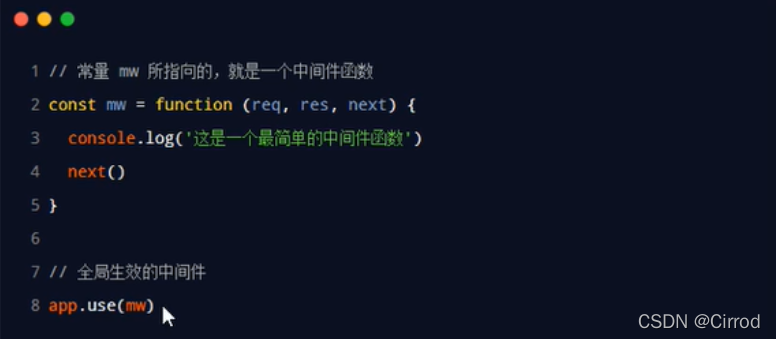 1 // 常量 mw 所指向的，就是一个中间件函数
2 const mw = function (req, res, next) {
3   console.log('这是一个最简单的中间件函数')
4   next()
5 }
6
7 // 全局生效的中间件
8 app.use(mw)
CSDN @Cirrod